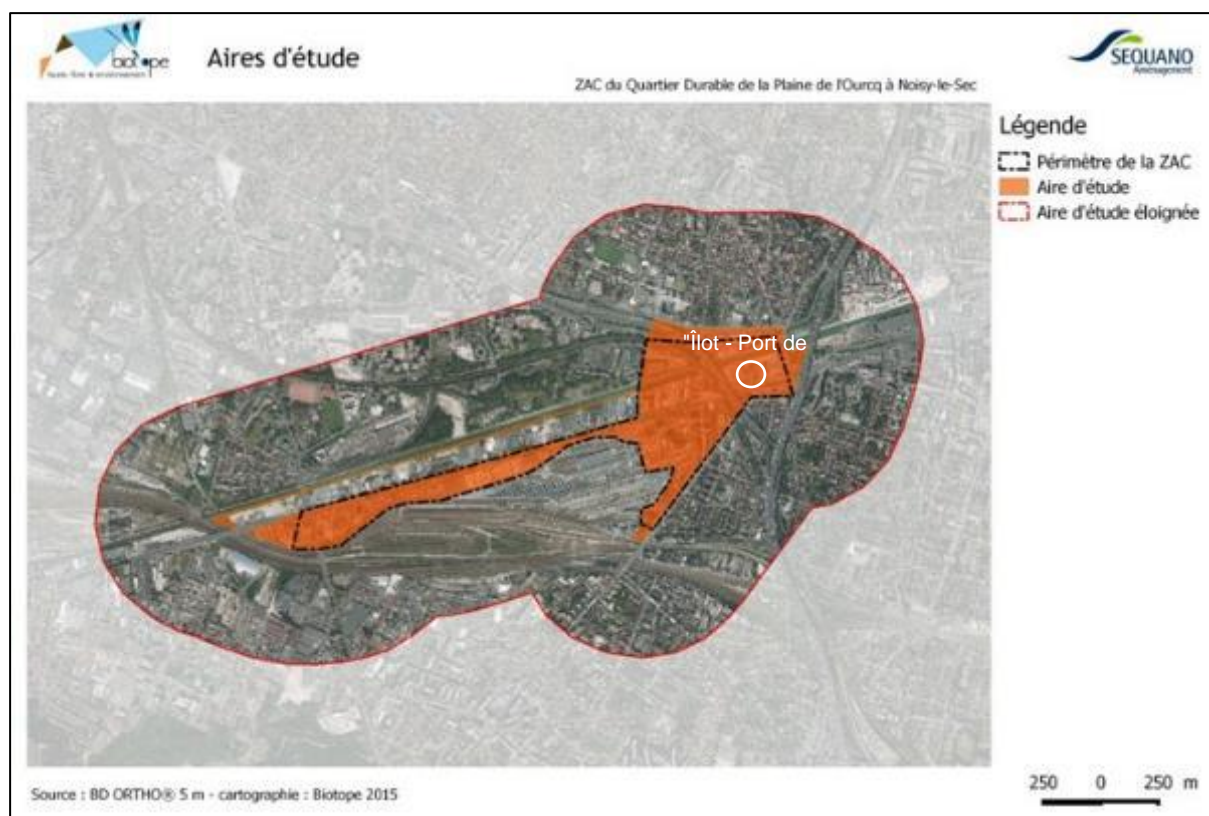 biotope
Aires d'étude
SEQUANO
Aménagement
ZAC du Quartier Durable de la Plaine de l'Ourcq à Noisy-le-Sec
Légende
Périmètre de la ZAC
Aire d'étude
Aire d'étude éloignée
"Îlot - Port de
Source : BD ORTHO® 5 m - cartographie : Biotope 2015
250 0 250 m